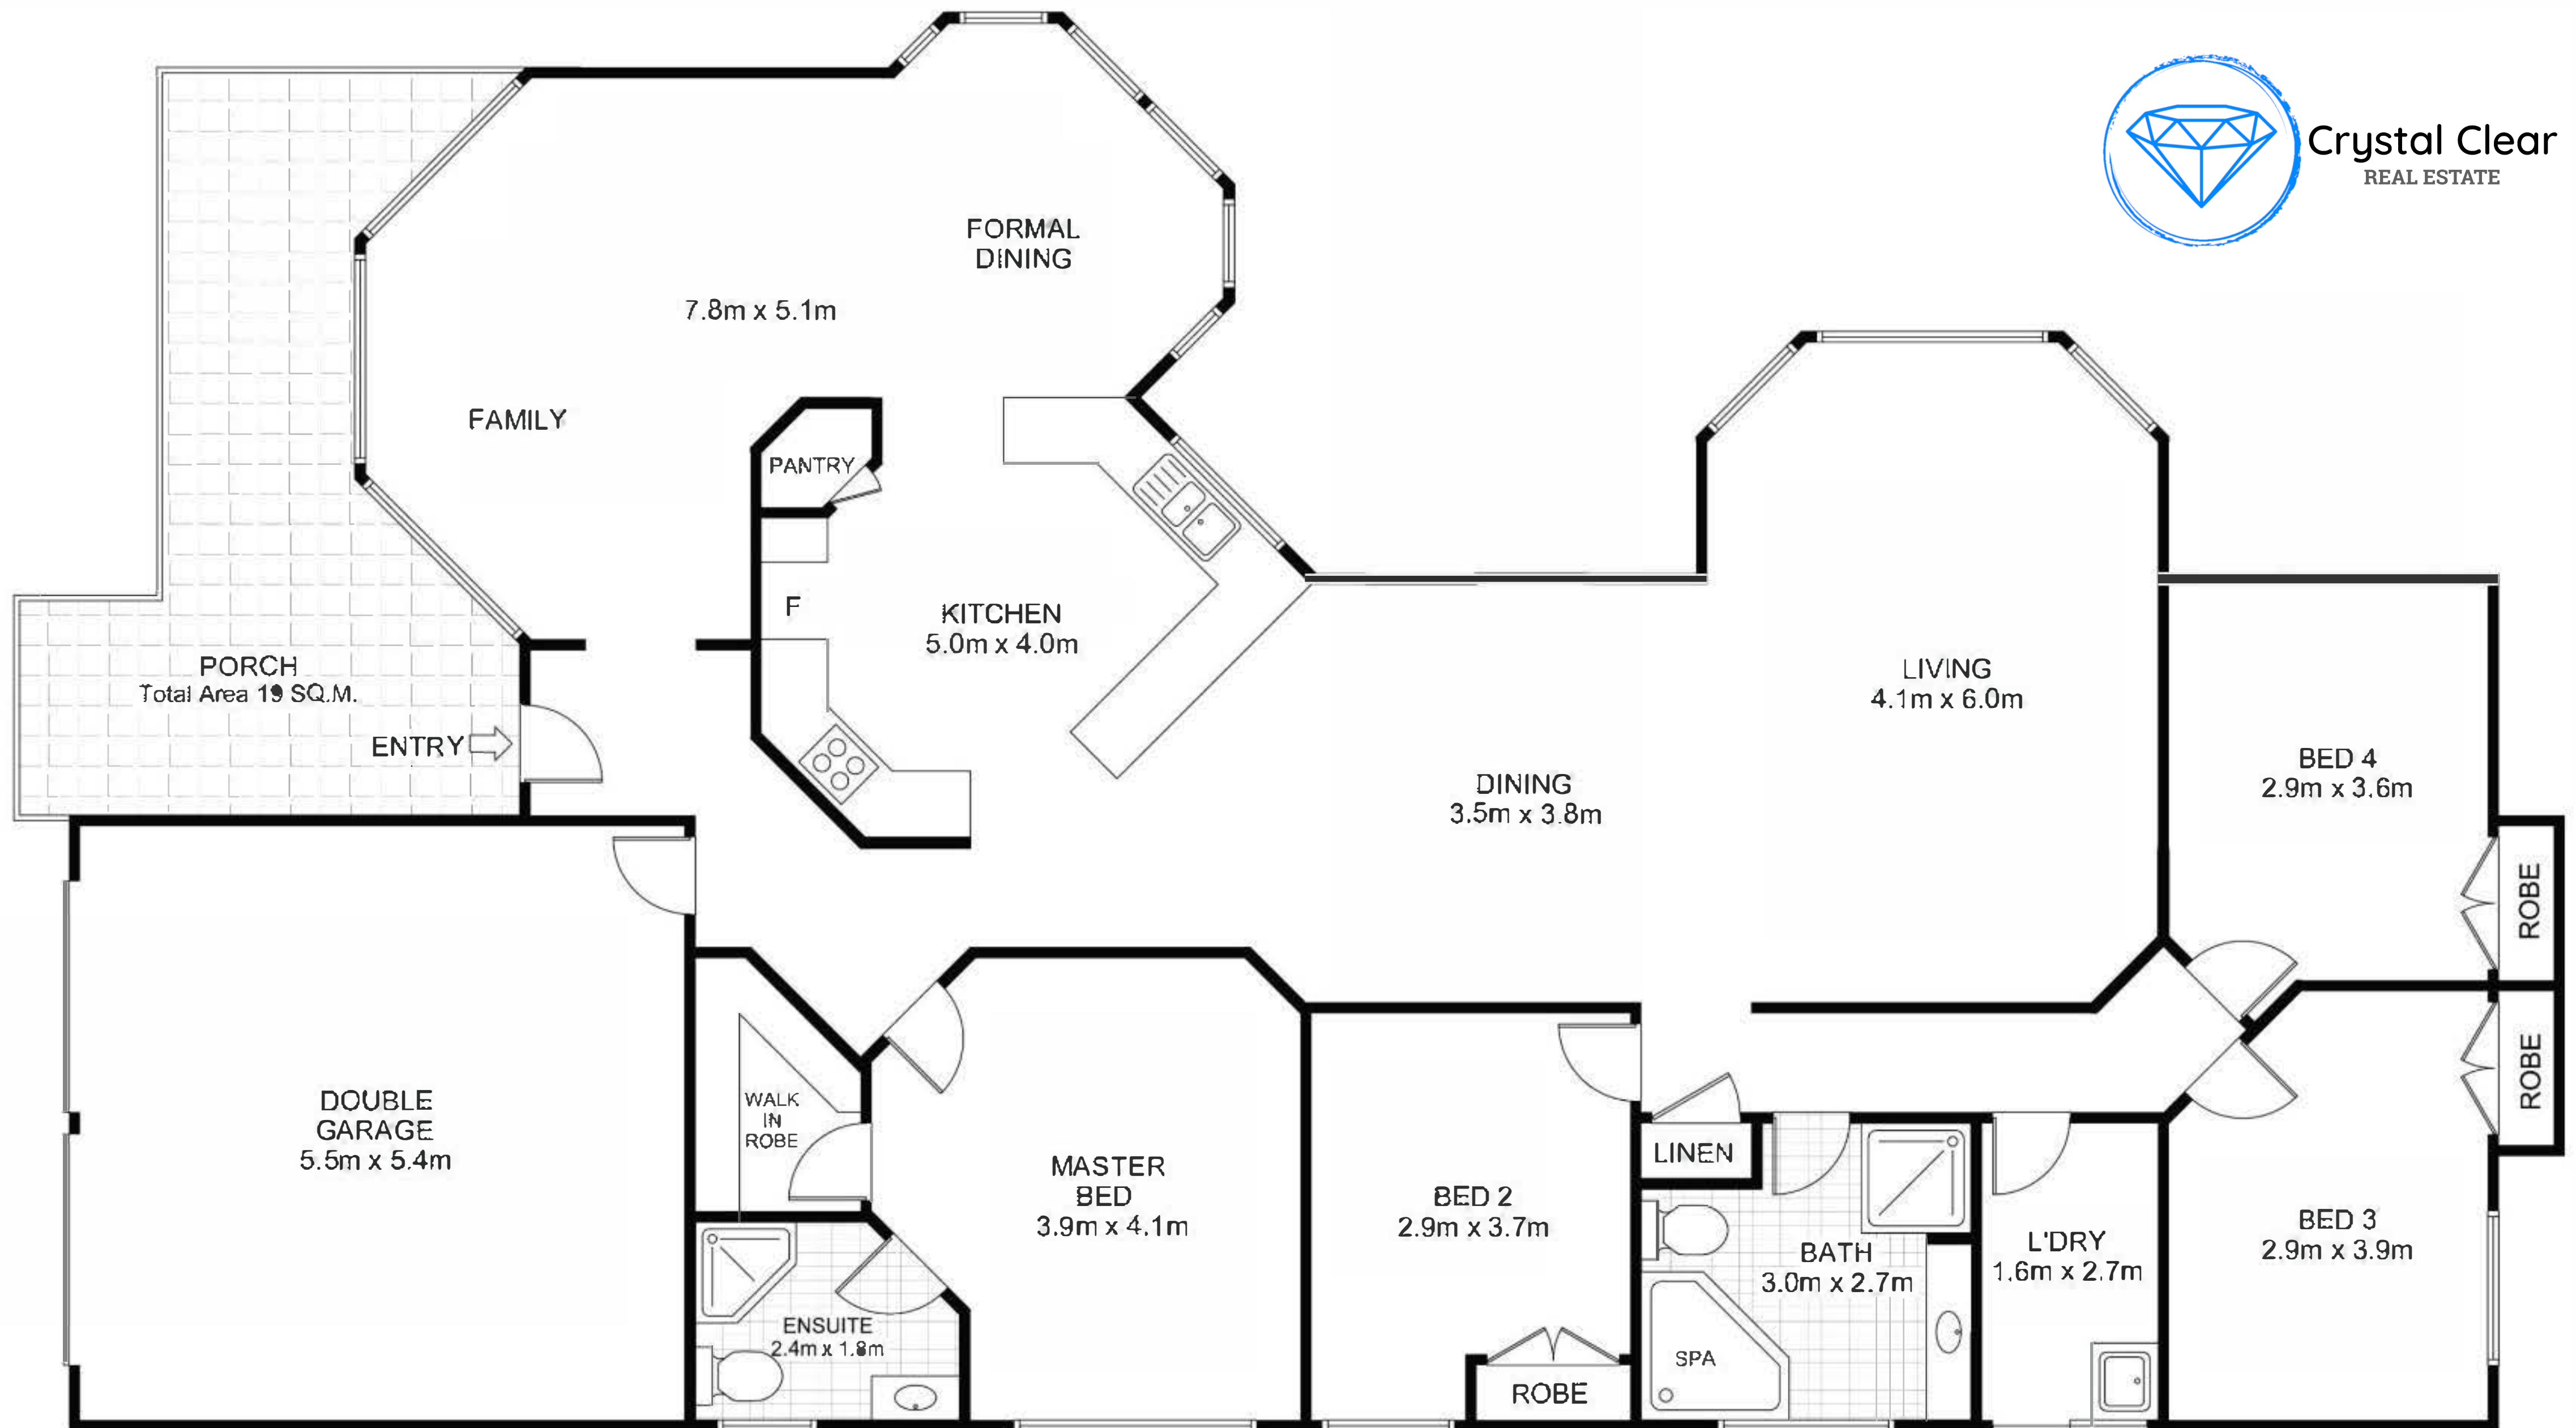 Crystal Clear
REAL ESTATE
FORMAL
DINING
7.8m x 5.1m
FAMILY
PANTRY
F
KITCHEN
5.0m x 4.0m
PORCH
Total Area 19 SQ.M.
ENTRY
LIVING
4.1m x 6.0m
DINING
3.5m x 3.8m
BED 4
2.9m x 3.6m
ROBE
ROBE
DOUBLE
GARAGE
5.5m x 5.4m
WALK
IN
ROBE
MASTER
BED
3.9m x 4.1m
BED 2
2.9m x 3.7m
ROBE
LINEN
BATH
3.0m x 2.7m
SPA
L'DRY
1.6m x 2.7m
BED 3
2.9m x 3.9m
ENSUITE
2.4m x 1.8m